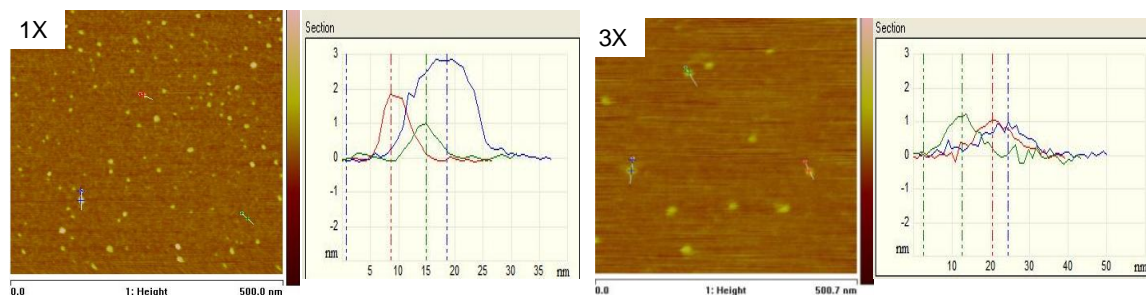 1X
Section
3
2
1
0
-1
-2
nm
5 10 15 20 25 30 35 nm
0.0 1: Height 500.0 nm
3X
Section
3
2
1
0
-1
-2
nm
10 20 30 40 50 nm
0.0 1: Height 500.7 nm